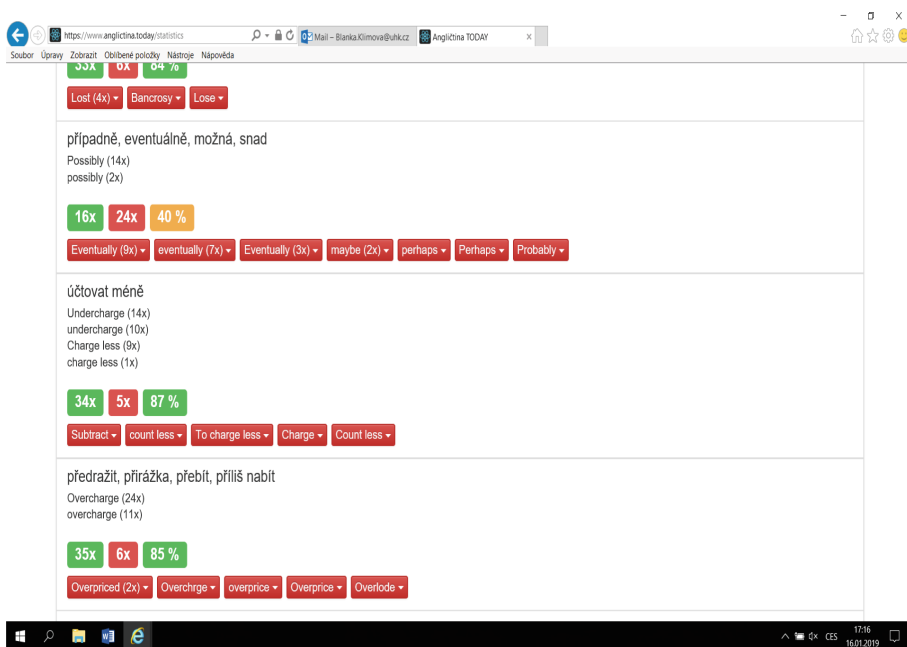 https://www.anglictina.today/statistics
Mail – Blanka.Klimova@uhk.cz
Angličtina TODAY
x
Soubor Úpravy Zobrazit Oblíbené položky Nástroje Nápověda
33x 6x 84 %
Lost (4x) Bancrosy Lose
případně, eventuálně, možná, snad
Possibly (14x)
possibly (2x)
16x 24x 40 %
Eventually (9x) eventually (7x) Eventually (3x) maybe (2x) perhaps Perhaps Probably
účtovat méně
Undercharge (14x)
undercharge (10x)
Charge less (9x)
charge less (1x)
34x 5x 87 %
Subtract count less To charge less Charge Count less
předražit, přirážka, přebít, příliš nabít
Overcharge (24x)
overcharge (11x)
35x 6x 85 %
Overpriced (2x) Overchrge overprice Overprice Overlode
CES
17:16
16.01.2019